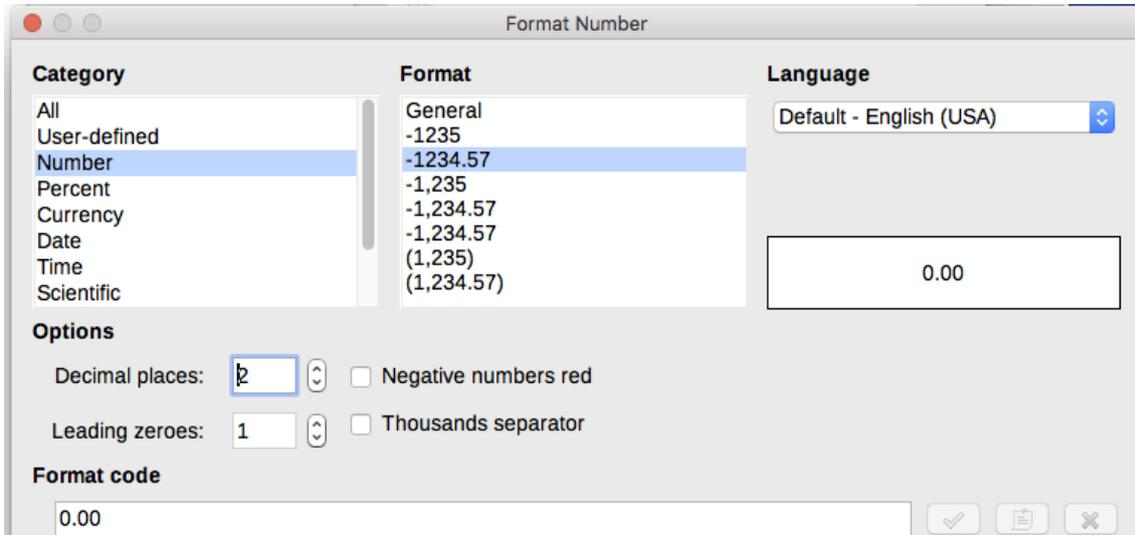 Format Number
Category
All
User-defined
Number
Percent
Currency
Date
Time
Scientific
Format
General
-1235
-1234.57
-1,235
-1,234.57
-1,234.57
(1,235)
(1,234.57)
Language
Default - English (USA)
0.00
Options
Decimal places: 2
Negative numbers red
Leading zeroes: 1
Thousands separator
Format code
0.00